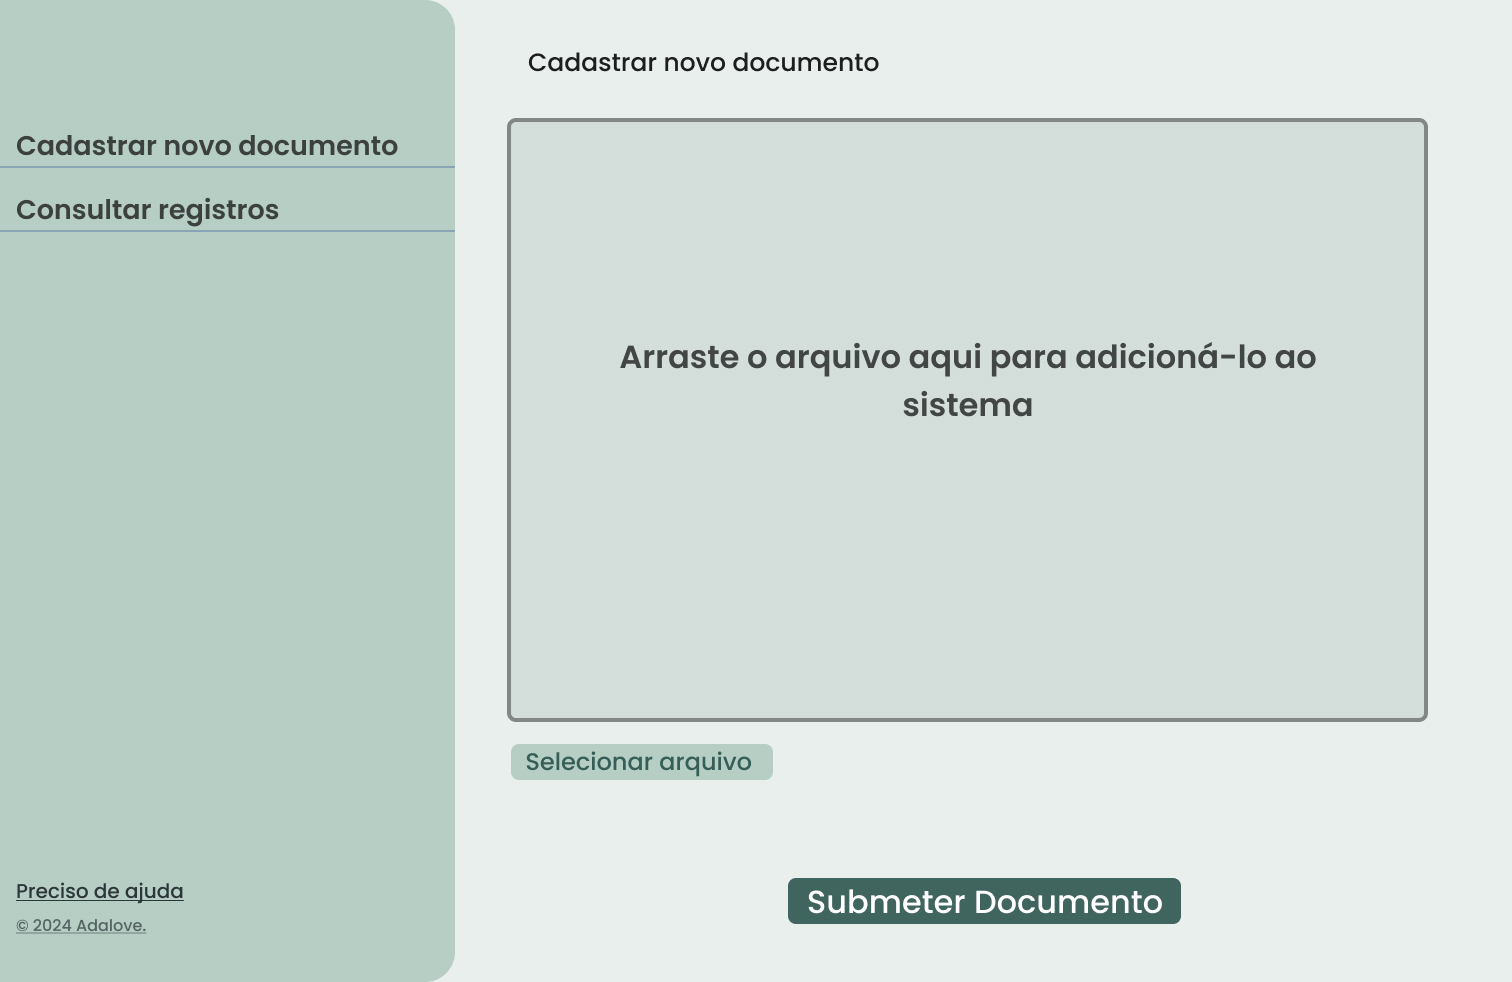 Cadastrar novo documento
Consultar registros
Preciso de ajuda
© 2024 Adalove.
Cadastrar novo documento
Arraste o arquivo aqui para adicioná-lo ao
sistema
Selecionar arquivo
Submeter Documento